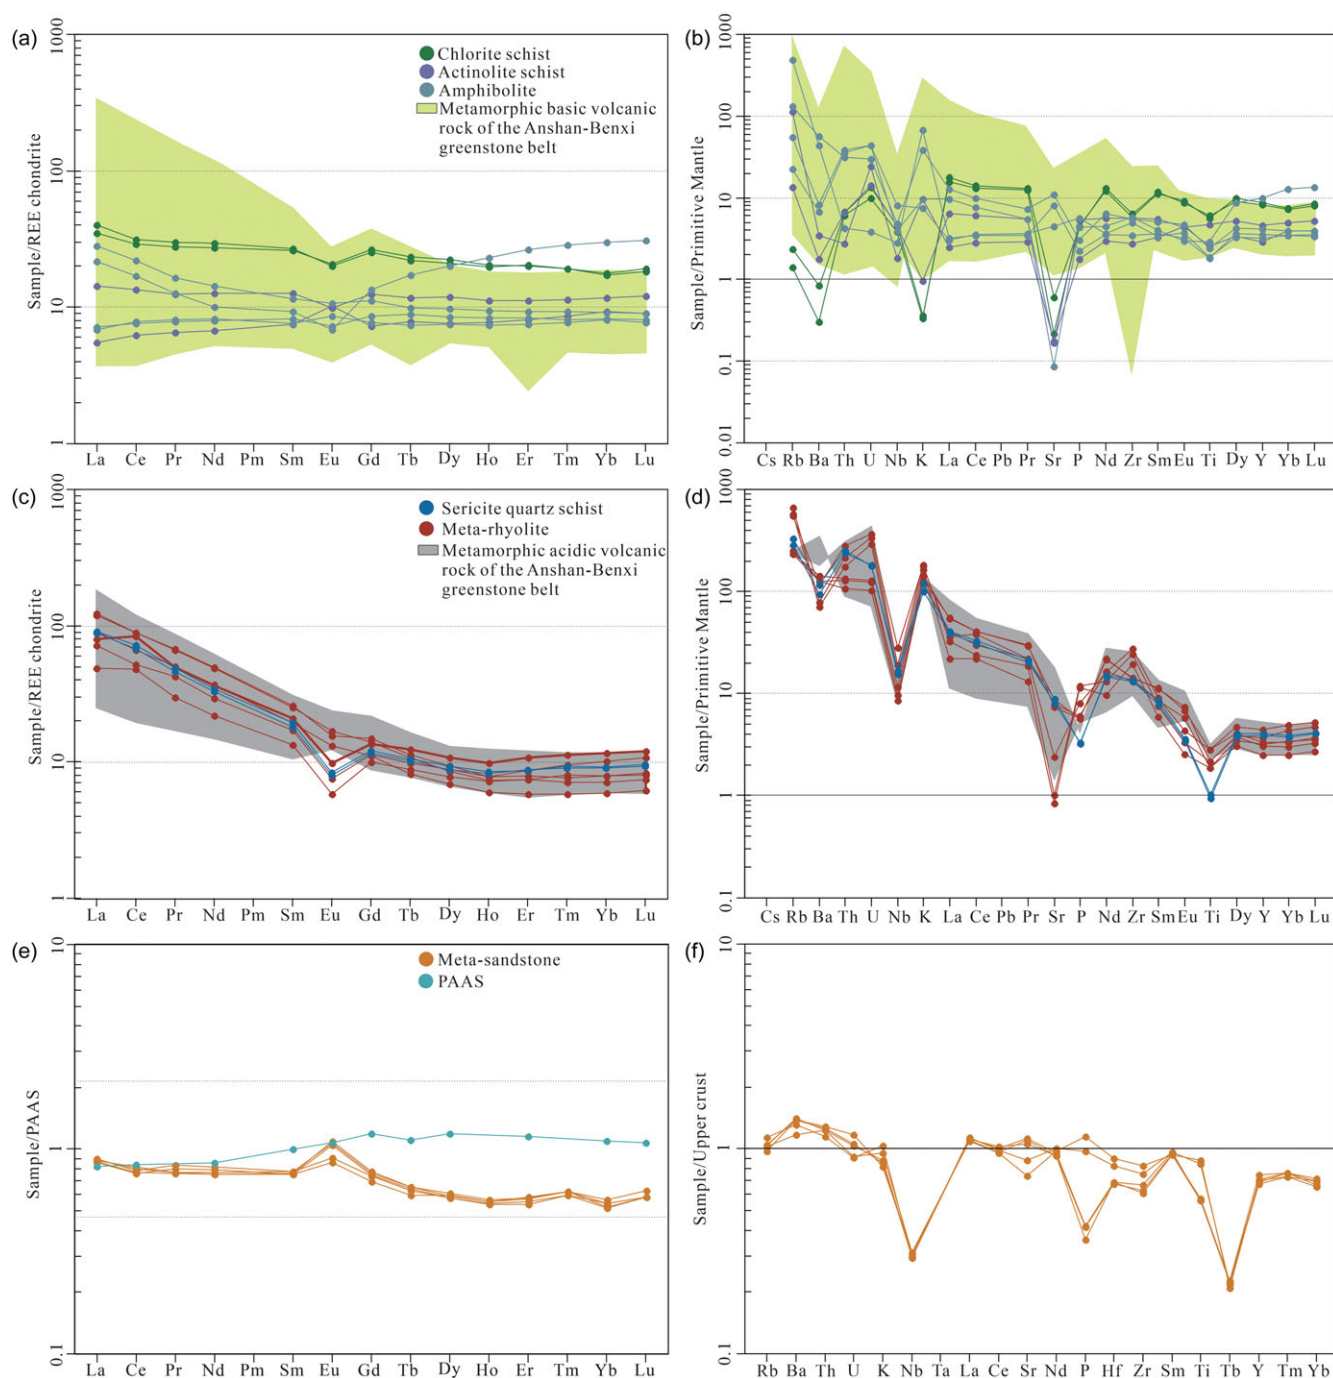 (a)
Sample/REE chondrite
1000
100
10
1
Chlorite schist
Actinolite schist
Amphibolite
Metamorphic basic volcanic
rock of the Anshan-Benxi
greenstone belt
La Ce Pr Nd Pm Sm Eu Gd Tb Dy Ho Er Tm Yb Lu
(b)
Sample/Primitive Mantle
1000
100
10
1
0.1
0.01
Cs Rb Ba Th U Nb K La Ce Pb Pr Sr P Nd Zr Sm Eu Ti Dy Y Yb Lu
(c)
Sample/REE chondrite
1000
100
10
1
Sericite quartz schist
Meta-rhyolite
Metamorphic acidic volcanic
rock of the Anshan-Benxi
greenstone belt
La Ce Pr Nd Pm Sm Eu Gd Tb Dy Ho Er Tm Yb Lu
(d)
Sample/Primitive Mantle
1000
100
10
1
0.1
Cs Rb Ba Th U Nb K La Ce Pb Pr Sr P Nd Zr Sm Eu Ti Dy Y Yb Lu
(e)
Sample/PAAS
10
1
0.1
Meta-sandstone
PAAS
La Ce Pr Nd Pm Sm Eu Gd Tb Dy Ho Er Tm Yb Lu
(f)
Sample/Upper crust
10
1
0.1
Rb Ba Th U K Nb Ta La Ce Sr Nd P Hf Zr Sm Ti Tb Y Tm Yb